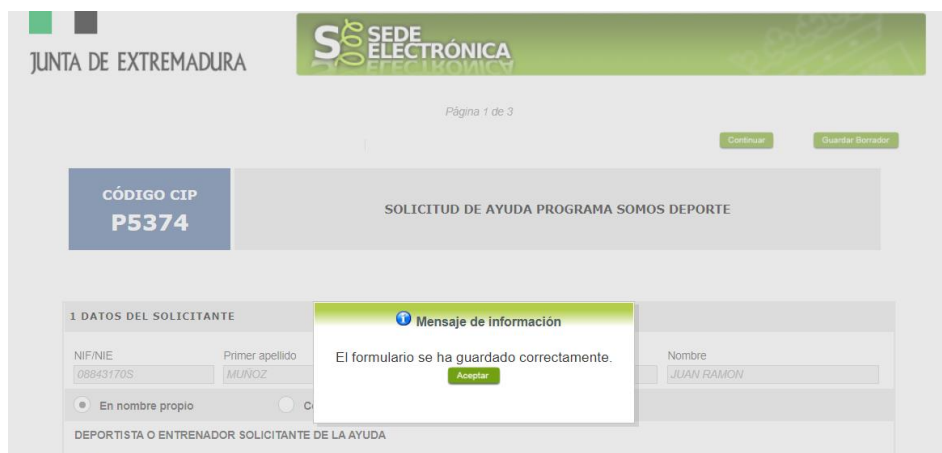 JUNTA DE EXTREMADURA
SEDE
ELECTRÓNICA
Página 1 de 3
Continuar
Guardar Borrador
CÓDIGO CIP
P5374
SOLICITUD DE AYUDA PROGRAMA SOMOS DEPORTE
1 DATOS DEL SOLICITANTE
Mensaje de información
El formulario se ha guardado correctamente.
Aceptar
NIF/NIE
Primer apellido
Nombre
08843170S
MUÑOZ
JUAN RAMON
En nombre propio
DEPORTISTA O ENTRENADOR SOLICITANTE DE LA AYUDA